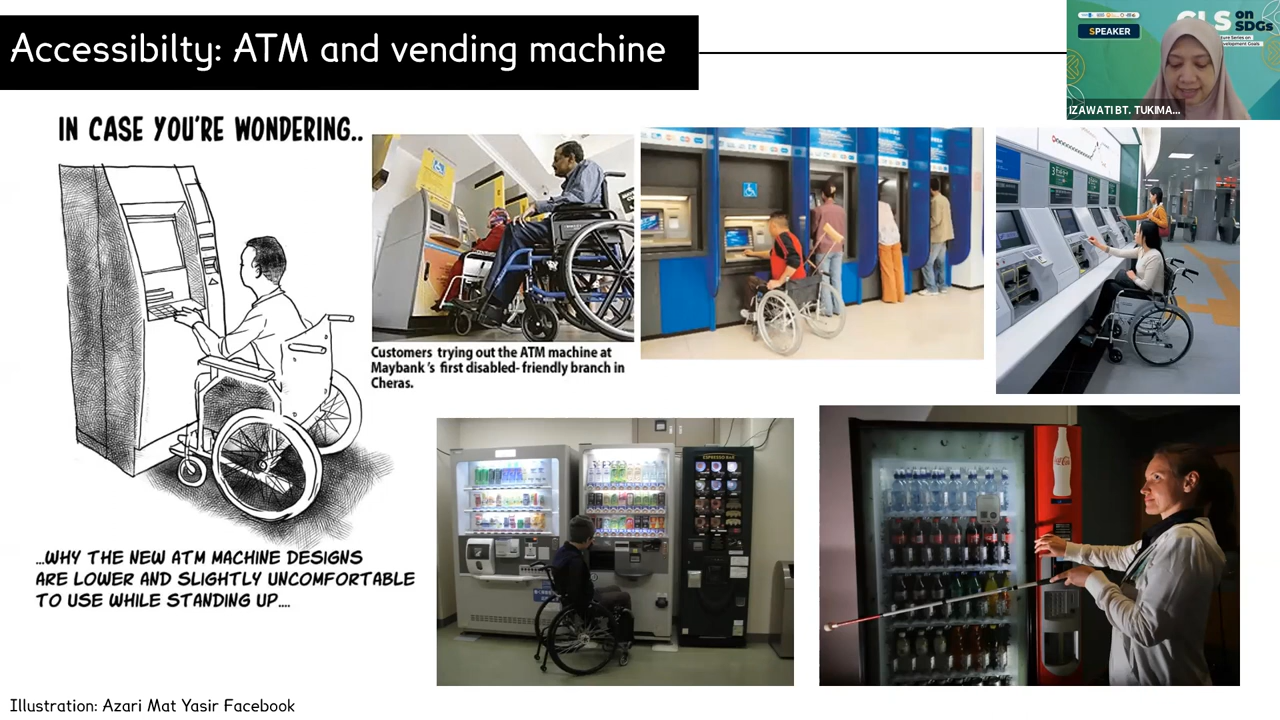 Accessibilty: ATM and vending machine
SPEAKER
on
SDGs
IZAWATI BT. TUKIMA...
IN CASE YOU'RE WONDERING..
Customers trying out the ATM machine at
Maybank 's first disabled- friendly branch in
Cheras.
ESPRESSO BAR
...WHY THE NEW ATM MACHINE DESIGNS
ARE LOWER AND SLIGHTLY UNCOMFORTABLE
TO USE WHILE STANDING UP....
Illustration: Azari Mat Yasir Facebook